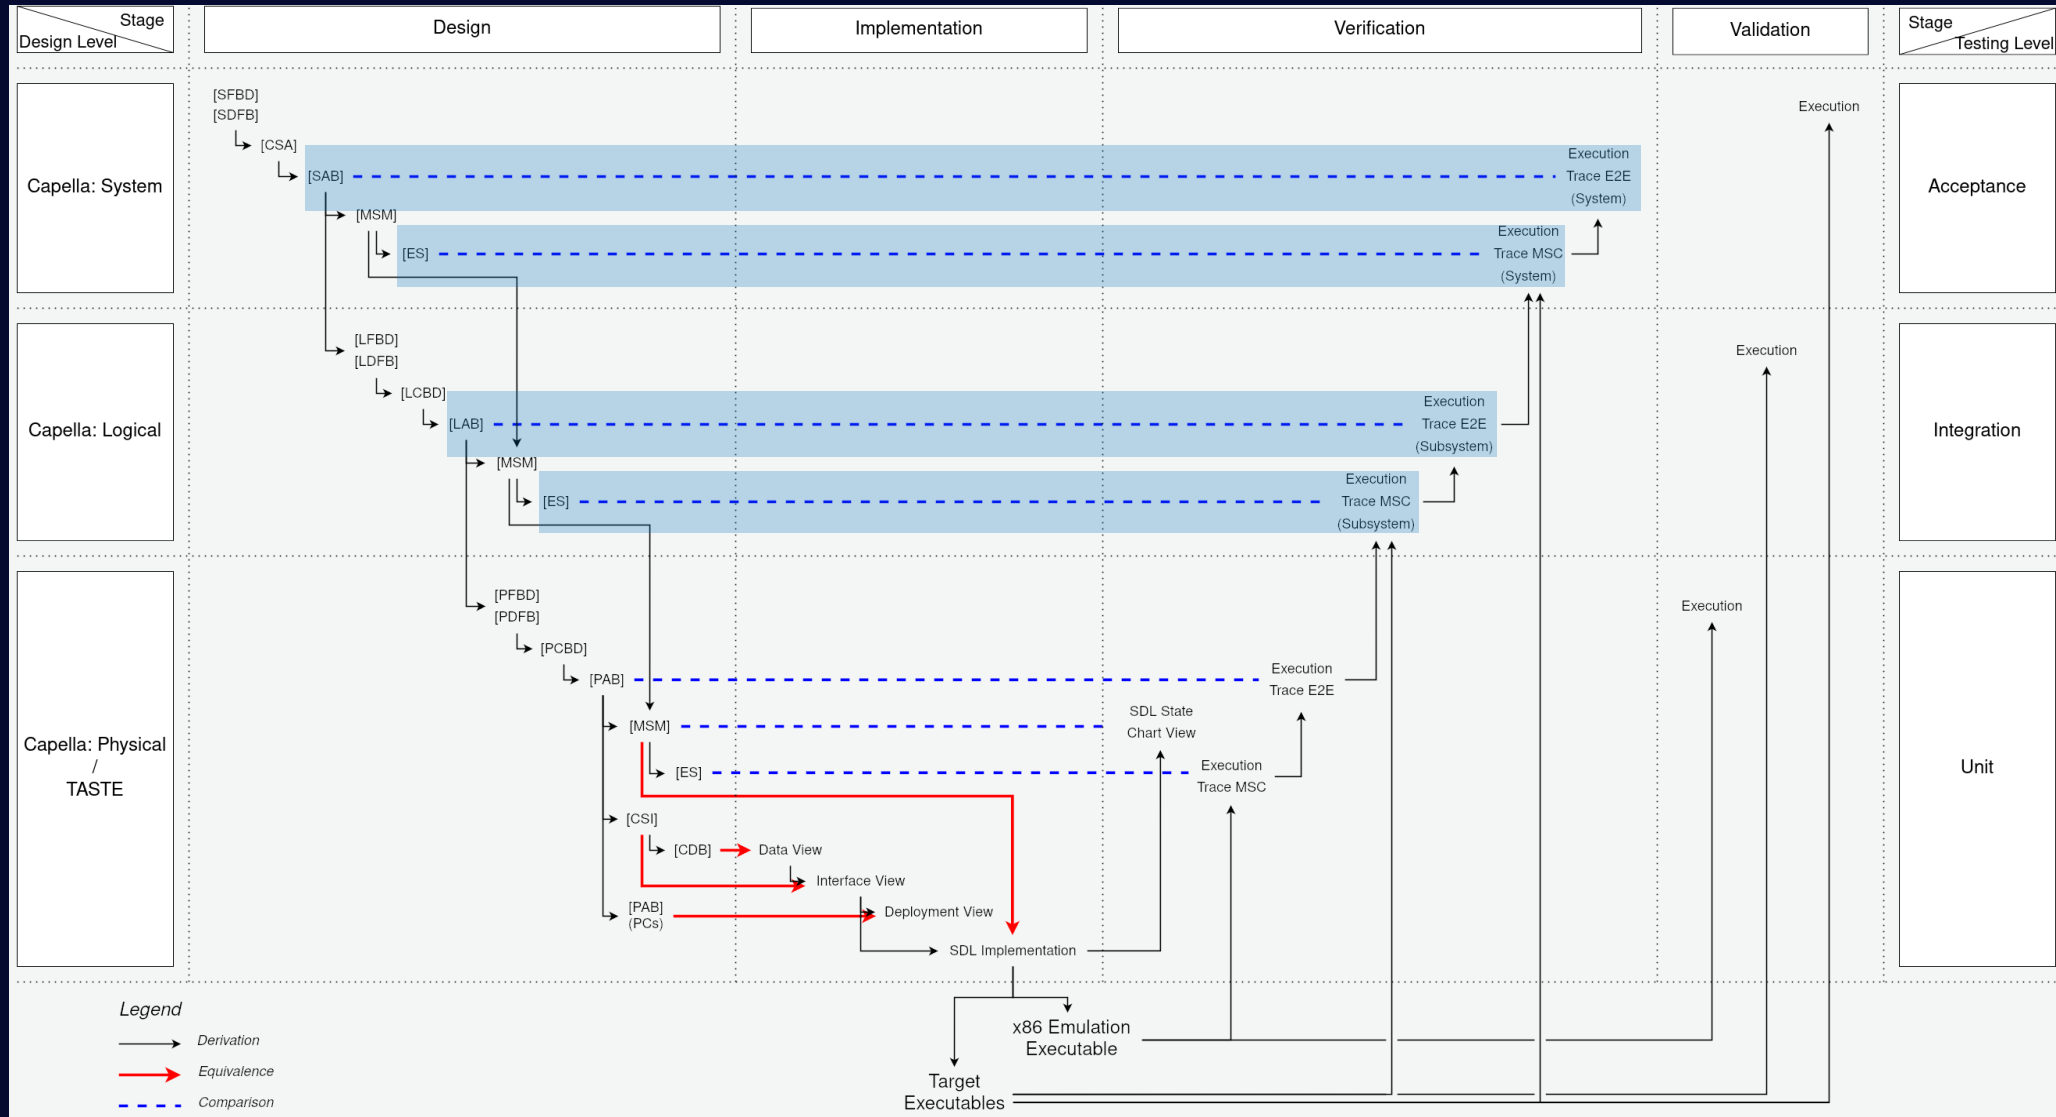 Stage
Design Level
Design
Implementation
Verification
Validation
Stage
Testing Level
Capella: System
[SFBD]
[SDFB]
[CSA]
[SAB]
[MSM]
[ES]
Execution
Trace E2E
(System)
Execution
Trace MSC
(System)
Execution
Acceptance
Capella: Logical
[LFBD]
[LDFB]
[LCBD]
[LAB]
[MSM]
[ES]
Execution
Trace E2E
(Subsystem)
Execution
Trace MSC
(Subsystem)
Execution
Integration
Capella: Physical
/
TASTE
[PFBD]
[PDFB]
[PCBD]
[PAB]
[MSM]
[ES]
[CSI]
[CDB]
[PAB]
(PCs)
Data View
Interface View
Deployment View
SDL Implementation
Execution
Trace E2E
SDL State
Chart View
Execution
Trace MSC
Execution
Unit
x86 Emulation
Executable
Target
Executables
Legend
Derivation
Equivalence
Comparison